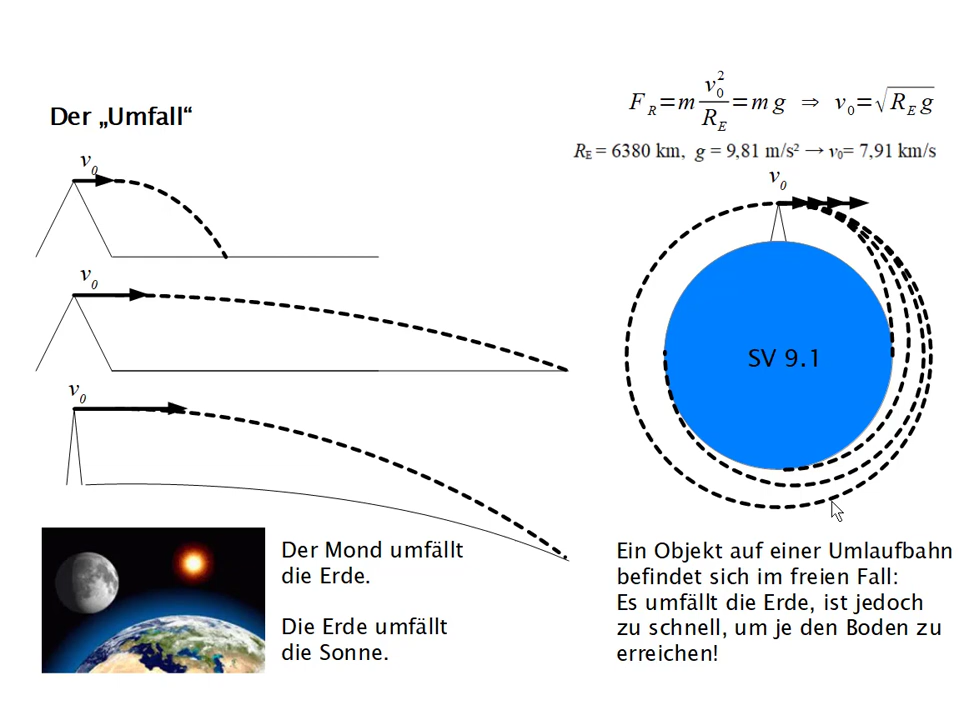 Der „Umfall“
v₀
v₀
v₀
Der Mond umfällt
die Erde.
Die Erde umfällt
die Sonne.
F_R = m v₀²/R_E = m g ⇒ v₀ = √(R_E g)
R_E = 6380 km, g = 9,81 m/s² → v₀= 7,91 km/s
v₀
SV 9.1
Ein Objekt auf einer Umlaufbahn
befindet sich im freien Fall:
Es umfällt die Erde, ist jedoch
zu schnell, um je den Boden zu
erreichen!